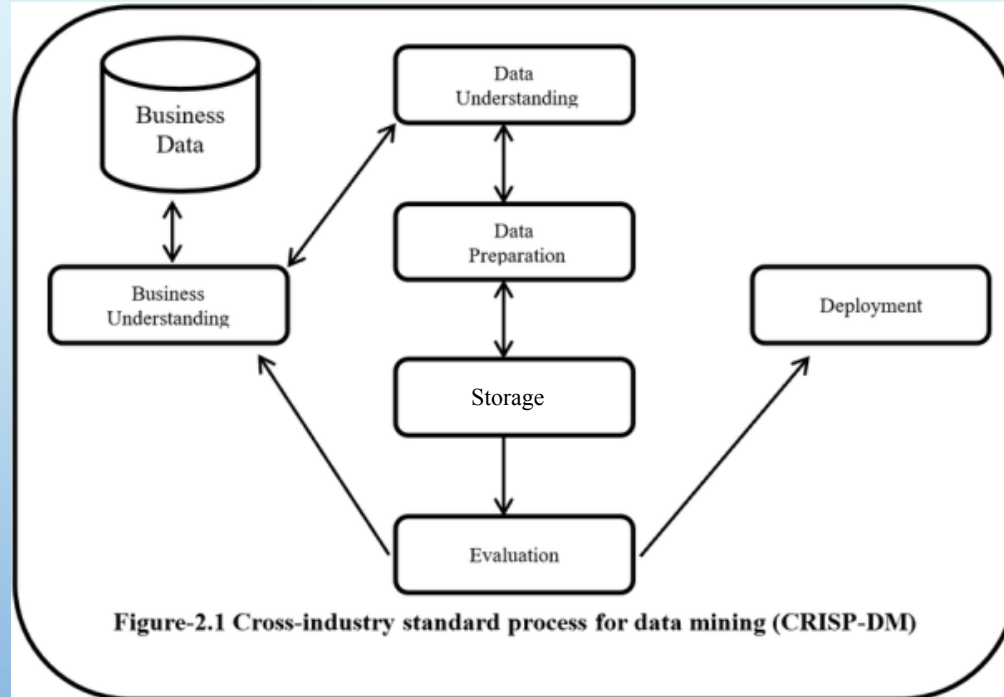 Business
Data
Data
Understanding
Data
Preparation
Business
Understanding
Deployment
Storage
Evaluation
Figure-2.1 Cross-industry standard process for data mining (CRISP-DM)